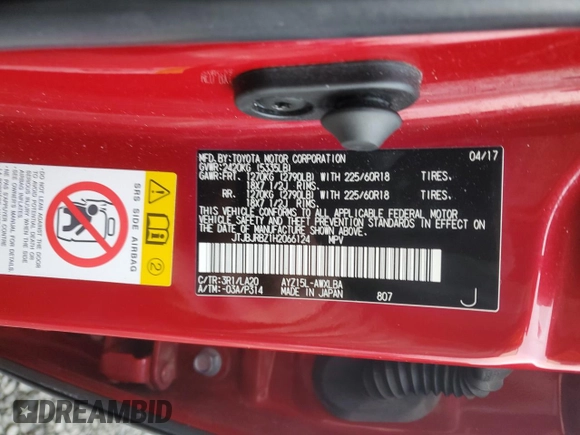 MFD.BY:TOYOTA MOTOR CORPORATION 04/17
GVWR:2420KG (5335LB)
GAWR:FRT. 1270KG (2790LB) WITH 225/60R18 TIRES,
18X7 1/2J RIMS,
RR. 1270KG (2790LB) WITH 225/60R18 TIRES,
18X7 1/2J RIMS,
THIS VEHICLE CONFORMS TO ALL APPLICABLE FEDERAL MOTOR
VEHICLE SAFETY AND THEFT PREVENTION STANDARDS IN EFFECT ON
THE DATE OF MANUFACTURE SHOWN ABOVE.
JTJBJRBZ1H2066124 MPV
C/TR:3R1/LA20 AYZ15L-AWXLBA
A/TM:-03A/P314 MADE IN JAPAN 807 J
SRS SIDE AIRBAG
2
DREAMBID